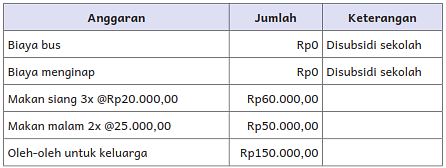 Anggaran Jumlah Keterangan
Biaya bus Rp0 Disubsidi sekolah
Biaya menginap Rp0 Disubsidi sekolah
Makan siang 3x @Rp20.000,00 Rp60.000,00
Makan malam 2x @25.000,00 Rp50.000,00
Oleh-oleh untuk keluarga Rp150.000,00